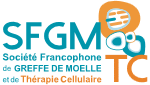 SFGM
TC
Société Francophone
de GREFFE DE MOELLE
et de Thérapie Cellulaire